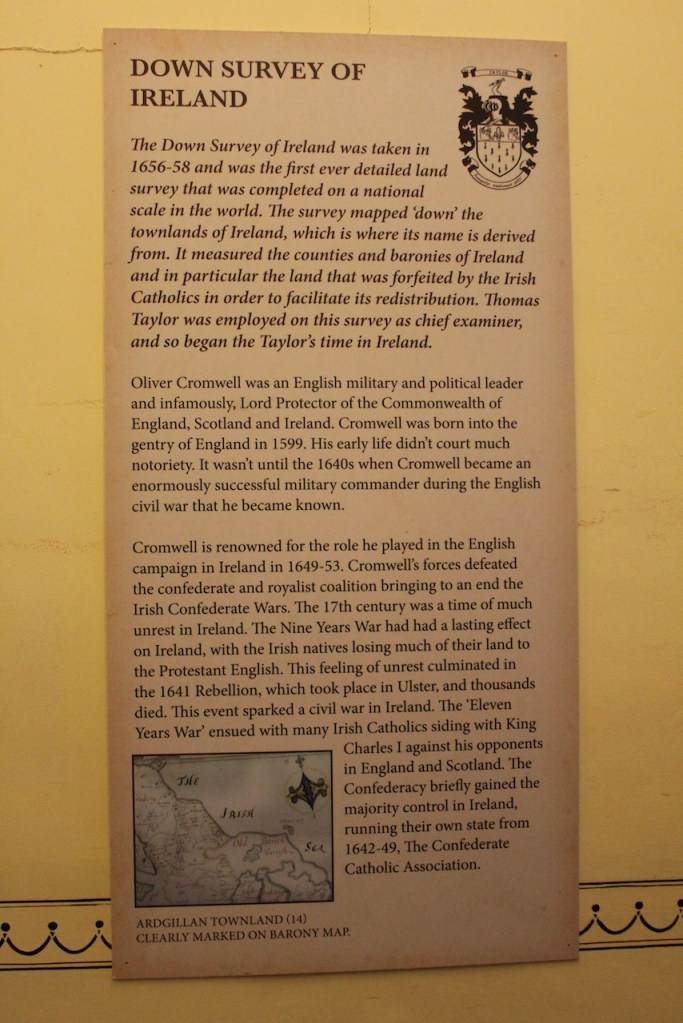 DOWN SURVEY OF
IRELAND
TAYLOR
The Down Survey of Ireland was taken in
1656-58 and was the first ever detailed land
survey that was completed on a national
scale in the world. The survey mapped ‘down’ the
townlands of Ireland, which is where its name is derived
from. It measured the counties and baronies of Ireland
and in particular the land that was forfeited by the Irish
Catholics in order to facilitate its redistribution. Thomas
Taylor was employed on this survey as chief examiner,
and so began the Taylor’s time in Ireland.
Oliver Cromwell was an English military and political leader
and infamously, Lord Protector of the Commonwealth of
England, Scotland and Ireland. Cromwell was born into the
gentry of England in 1599. His early life didn’t court much
notoriety. It wasn’t until the 1640s when Cromwell became an
enormously successful military commander during the English
civil war that he became known.
Cromwell is renowned for the role he played in the English
campaign in Ireland in 1649-53. Cromwell’s forces defeated
the confederate and royalist coalition bringing to an end the
Irish Confederate Wars. The 17th century was a time of much
unrest in Ireland. The Nine Years War had had a lasting effect
on Ireland, with the Irish natives losing much of their land to
the Protestant English. This feeling of unrest culminated in
the 1641 Rebellion, which took place in Ulster, and thousands
died. This event sparked a civil war in Ireland. The ‘Eleven
Years War’ ensued with many Irish Catholics siding with King
Charles I against his opponents
in England and Scotland. The
Confederacy briefly gained the
majority control in Ireland,
running their own state from
1642-49, The Confederate
Catholic Association.
THE
IRISH
SEA
ARDGILLAN TOWNLAND (14)
CLEARLY MARKED ON BARONY MAP.